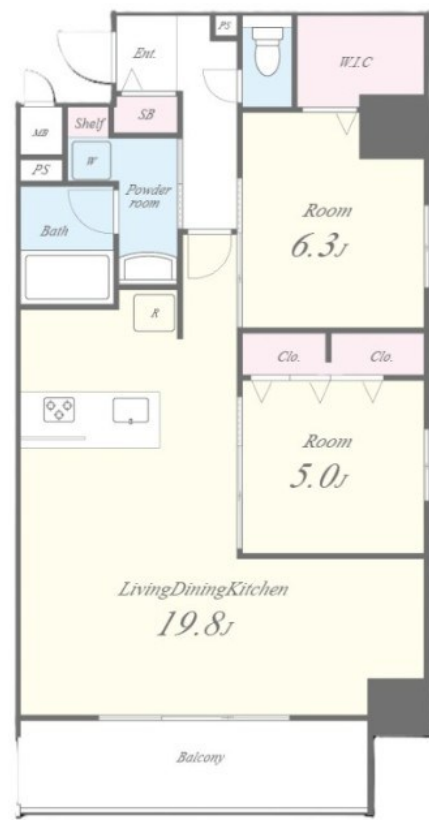 PS
Ent.
W.I.C
SB
Shelf
MB
W
PS
Powder
room
Bath
Room
6.3J
R
Clo.
Clo.
Room
5.0J
LivingDiningKitchen
19.8J
Balcony